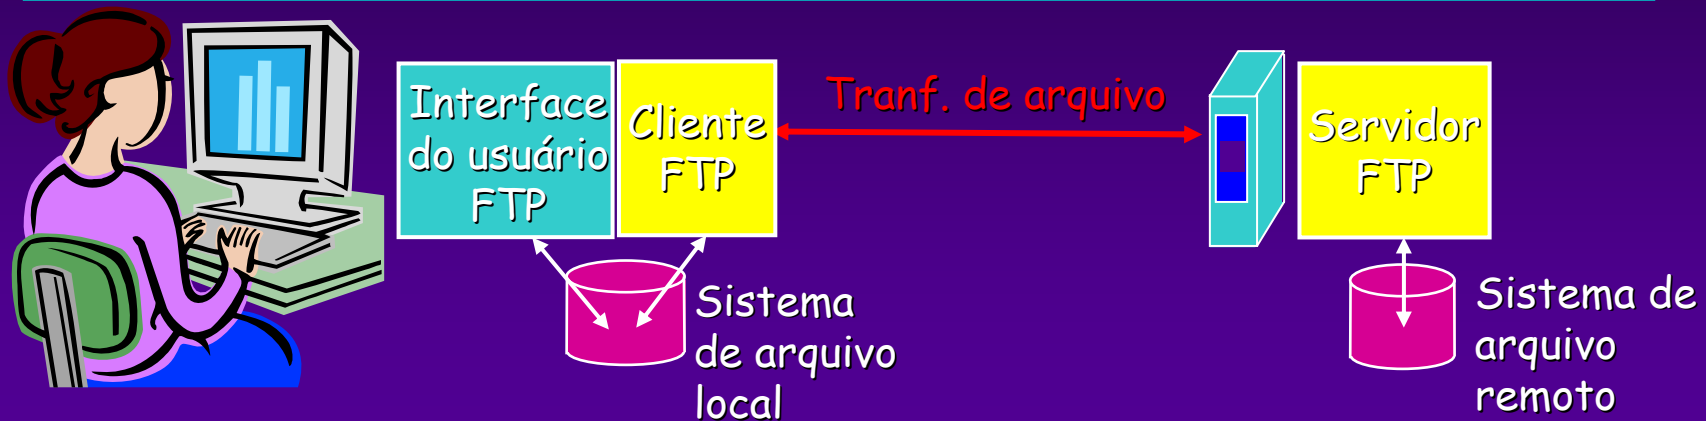 Interface
do usuário
FTP
Cliente
FTP
Tranf. de arquivo
Servidor
FTP
Sistema
de arquivo
local
Sistema de
arquivo
remoto